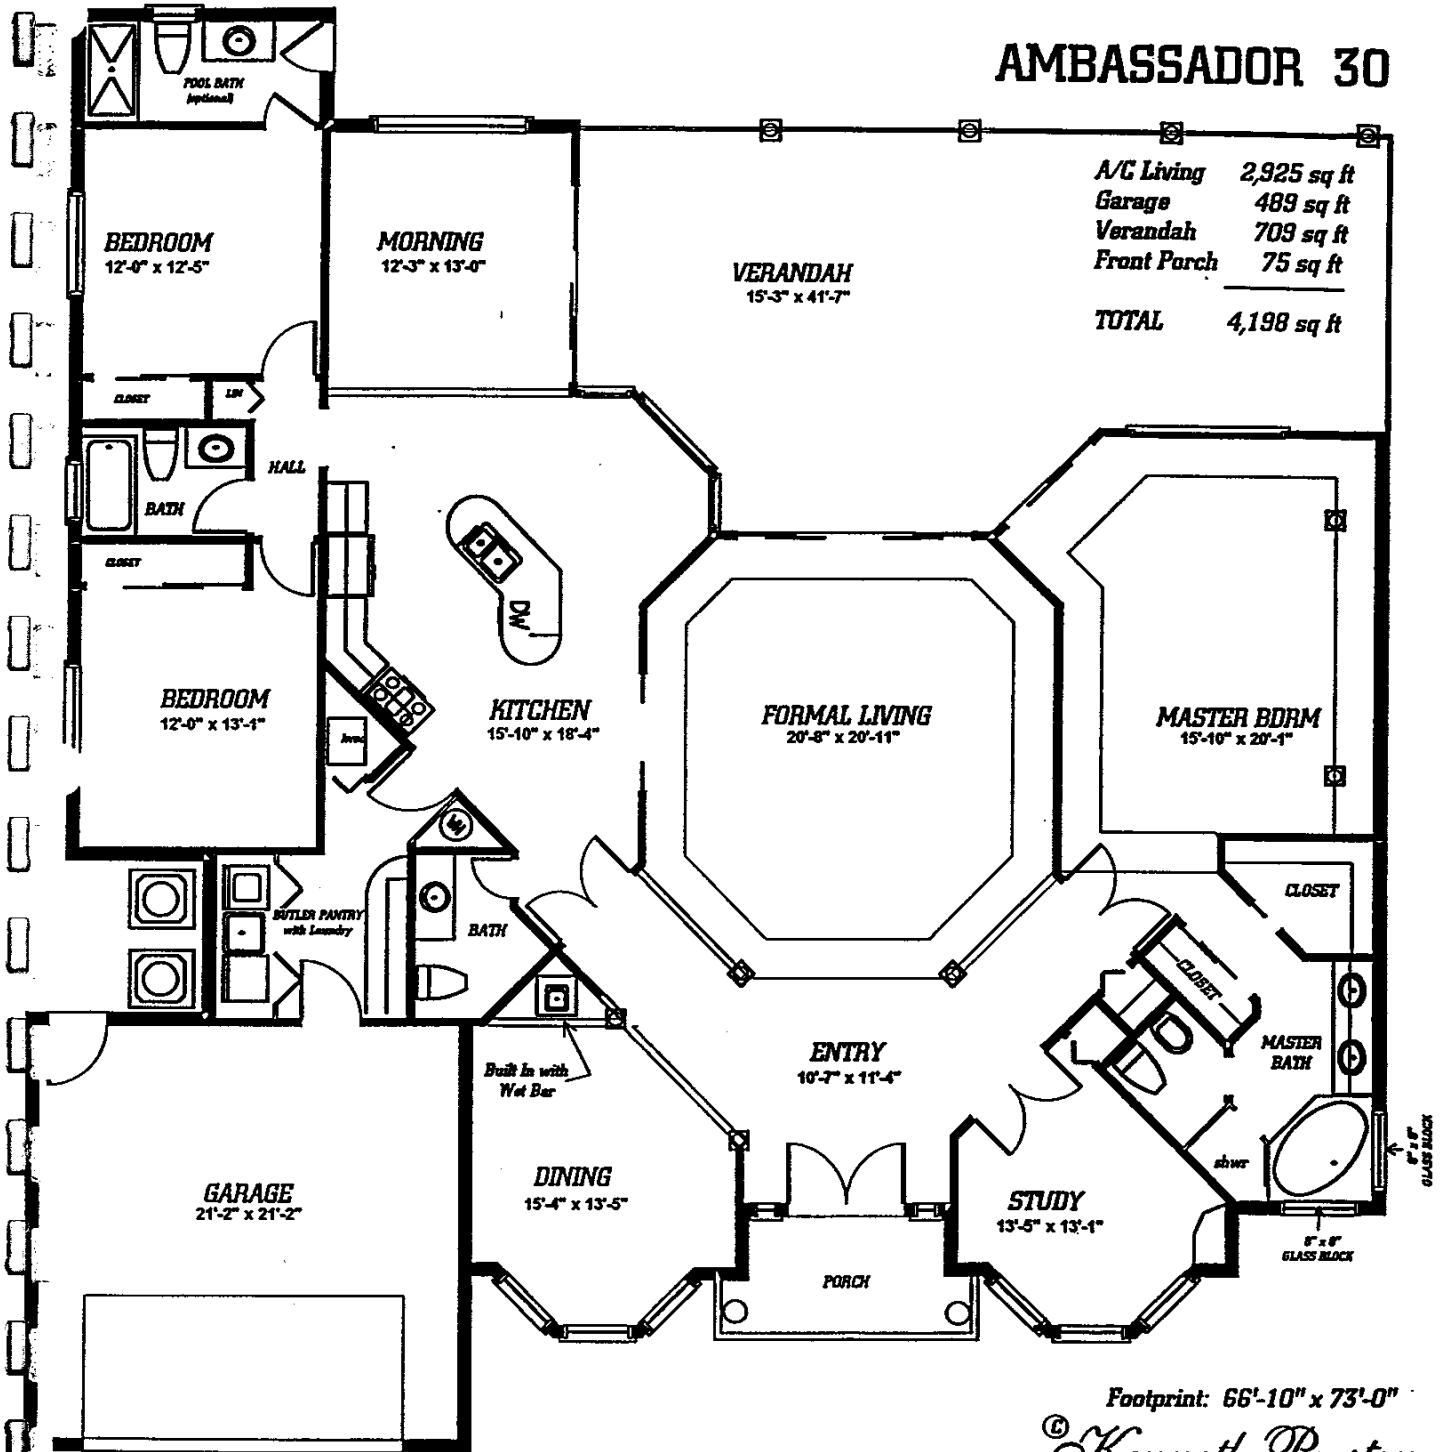 AMBASSADOR 30
A/C Living 2,925 sq ft
Garage 489 sq ft
Verandah 709 sq ft
Front Porch 75 sq ft
TOTAL 4,198 sq ft
POOL BATH
(optional)
BEDROOM
12'-0" x 12'-5"
MORNING
12'-3" x 13'-0"
VERANDAH
15'-3" x 41'-7"
CLOSET
LIN
HALL
BATH
CLOSET
DW
BEDROOM
12'-0" x 13'-1"
KITCHEN
15'-10" x 18'-4"
FORMAL LIVING
20'-8" x 20'-11"
MASTER BDRM
15'-10" x 20'-1"
WH
CLOSET
BUTLER PANTRY
with Laundry
BATH
CLOSET
MASTER
BATH
ENTRY
10'-7" x 11'-4"
Built In with
Wet Bar
8" x 8"
GLASS BLOCK
shwr
DINING
15'-4" x 13'-5"
GARAGE
21'-2" x 21'-2"
STUDY
13'-5" x 13'-1"
8" x 8"
GLASS BLOCK
PORCH
Footprint: 66'-10" x 73'-0"
©